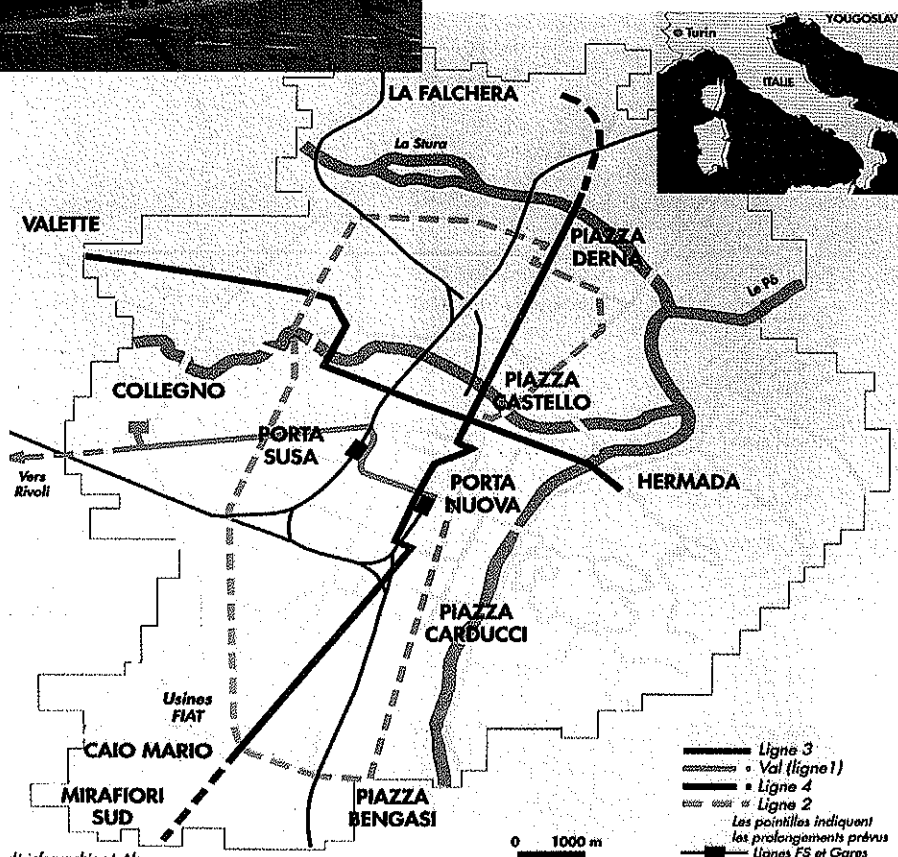 YOUGOSLAV
Turin
ITALIE
LA FALCHERA
La Stura
VALETTE
PIAZZA
DERNA
Le Pô
COLLEGNO
PIAZZA
CASTELLO
PORTA
SUSA
Vers
Rivoli
PORTA
NUOVA
HERMADA
PIAZZA
CARDUCCI
Usines
FIAT
CAIO MARIO
MIRAFIORI
SUD
PIAZZA
BENGASI
0 1000 m
Ligne 3
Val (ligne1)
Ligne 4
Ligne 2
Les pointillés indiquent
les prolongements prévus
Lignes FS et Gares